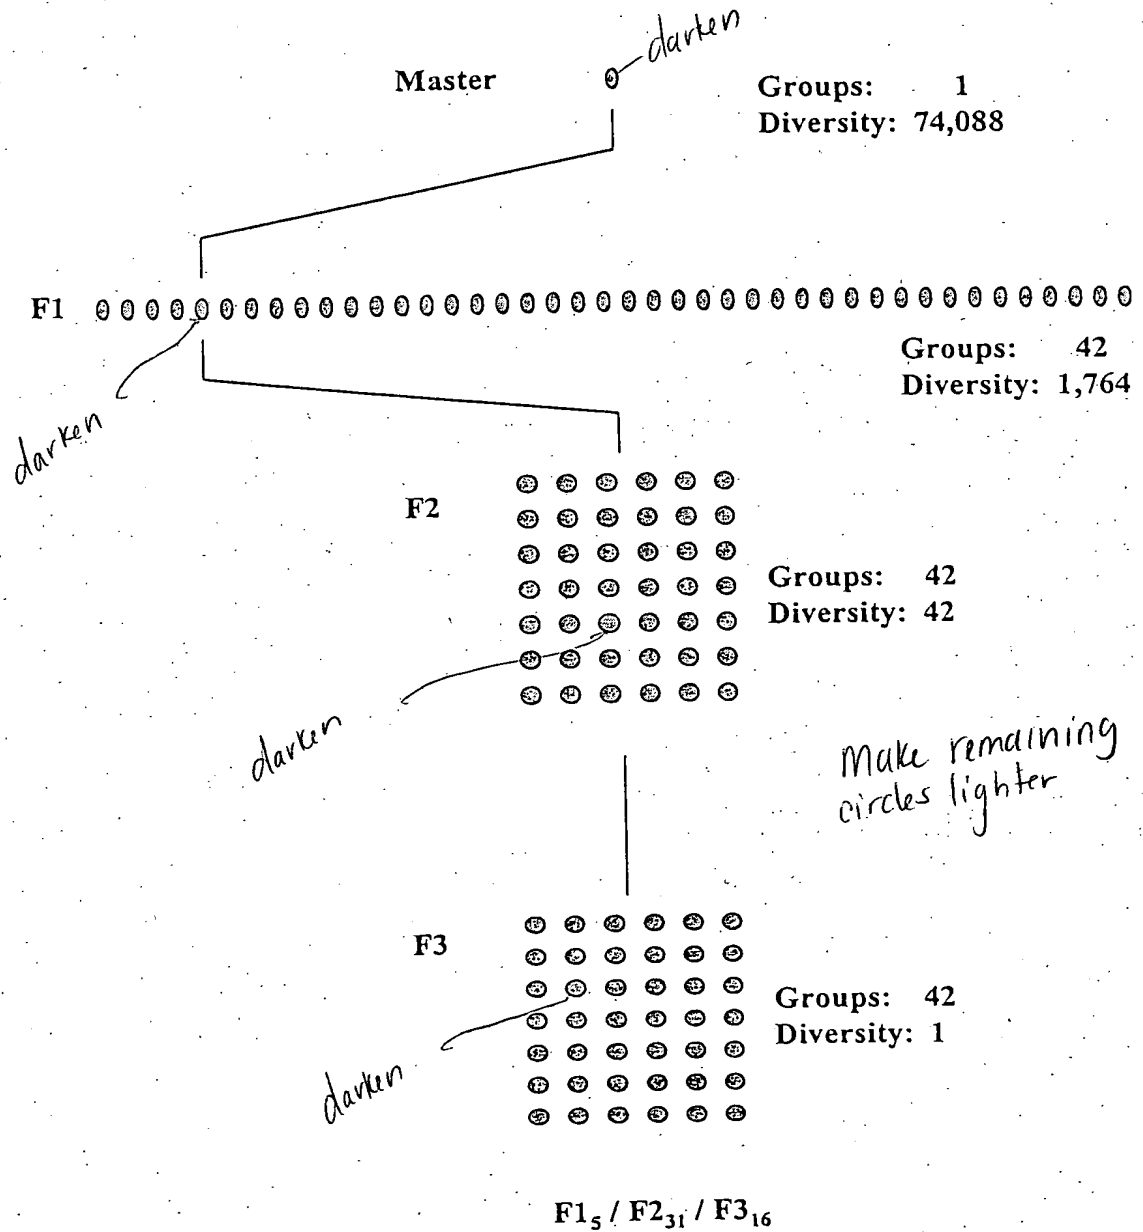 darken
Master
Groups: 1
Diversity: 74,088
F1
Groups: 42
Diversity: 1,764
darken
F2
Groups: 42
Diversity: 42
darken
Make remaining
circles lighter
F3
Groups: 42
Diversity: 1
darken
F1₅ / F2₃₁ / F3₁₆